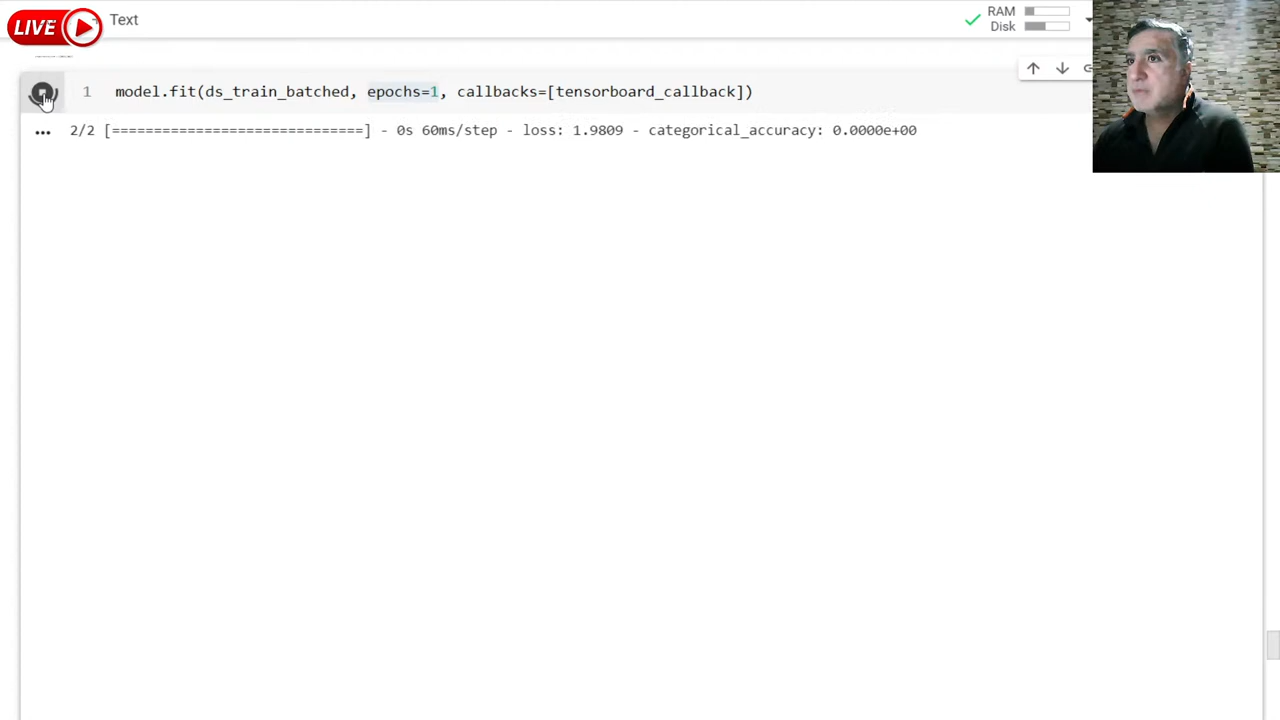 LIVE
Text
RAM
Disk
1 model.fit(ds_train_batched, epochs=1, callbacks=[tensorboard_callback])
2/2 [==============================] - 0s 60ms/step - loss: 1.9809 - categorical_accuracy: 0.0000e+00